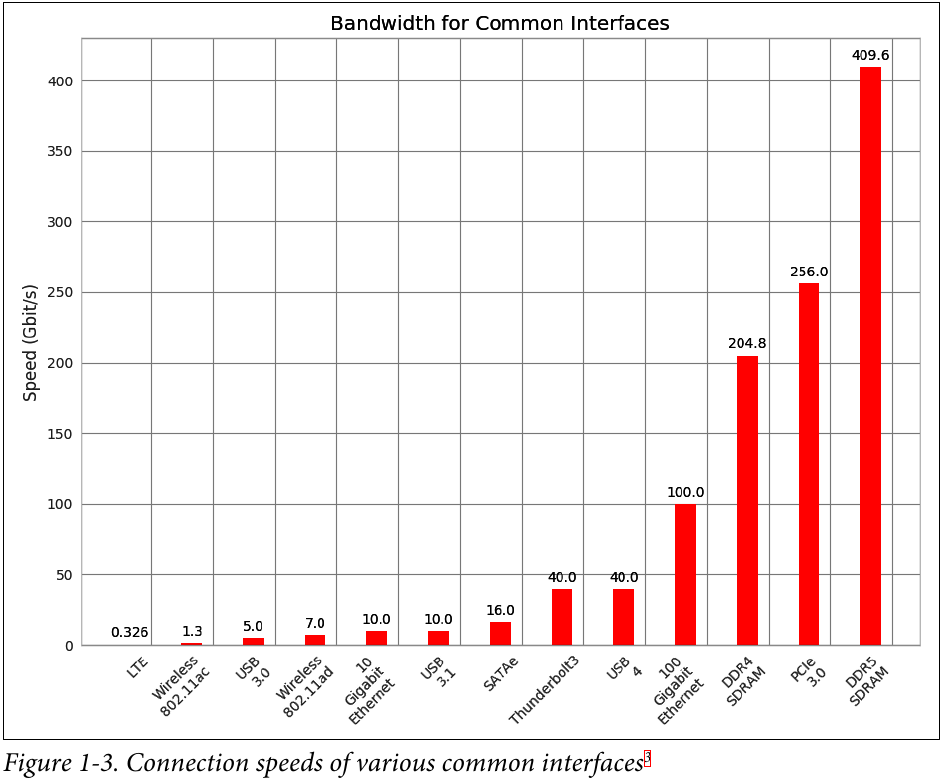 Bandwidth for Common Interfaces
Speed (Gbit/s)
400
350
300
250
200
150
100
50
0
0.326
1.3
5.0
7.0
10.0
10.0
16.0
40.0
40.0
100.0
204.8
256.0
409.6
LTE
Wireless
802.11ac
USB
3.0
Wireless
802.11ad
10
Gigabit
Ethernet
USB
3.1
SATAe
Thunderbolt3
USB
4
100
Gigabit
Ethernet
DDR4
SDRAM
PCIe
3.0
DDR5
SDRAM
Figure 1-3. Connection speeds of various common interfaces3